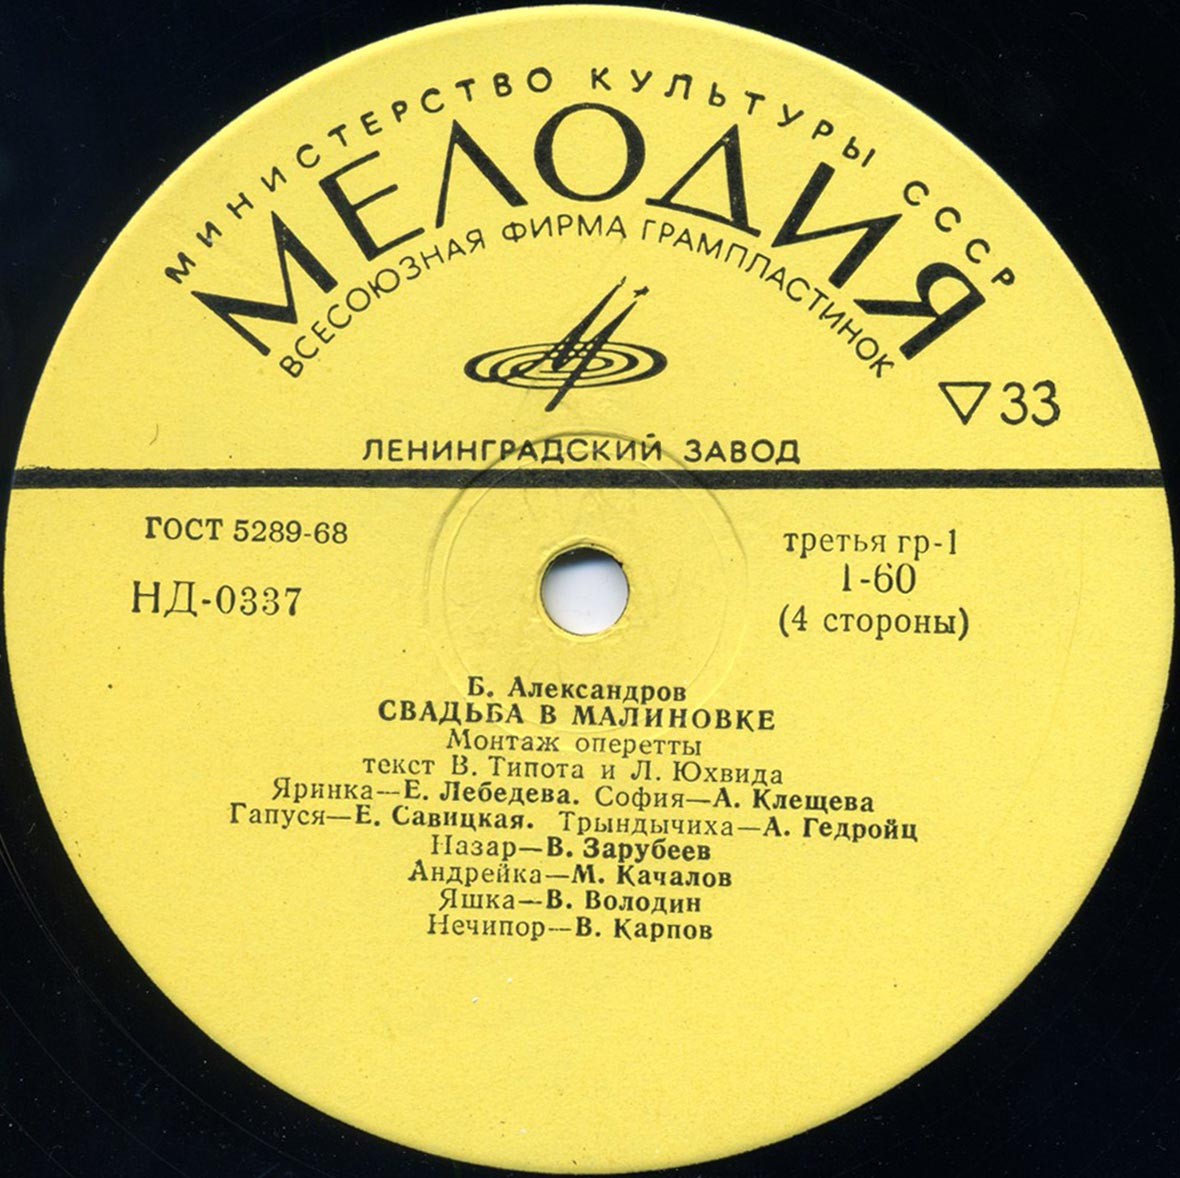 МИНИСТЕРСТВО КУЛЬТУРЫ СССР
МЕЛОДИЯ
ВСЕСОЮЗНАЯ ФИРМА ГРАМПЛАСТИНОК
▽33
ЛЕНИНГРАДСКИЙ ЗАВОД
ГОСТ 5289-68
третья гр-1
НД-0337
1-60
(4 стороны)
Б. Александров
СВАДЬБА В МАЛИНОВКЕ
Монтаж оперетты
текст В. Типота и Л. Юхвида
Яринка—Е. Лебедева. София—А. Клещева
Гапуся—Е. Савицкая. Трындычиха—А. Гедройц
Назар—В. Зарубеев
Андрейка—М. Качалов
Яшка—В. Володин
Нечипор—В. Карпов